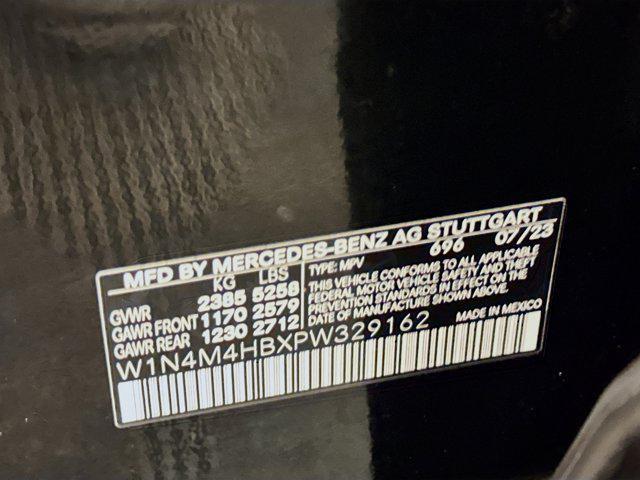 MFD BY MERCEDES-BENZ AG STUTTGART
KG LBS
GVWR 2385 5258
GAWR FRONT 1170 2579
GAWR REAR 1230 2712
696 07/23
TYPE: MPV
THIS VEHICLE CONFORMS TO ALL APPLICABLE
FEDERAL MOTOR VEHICLE SAFETY AND THEFT
PREVENTION STANDARDS IN EFFECT ON THE
DATE OF MANUFACTURE SHOWN ABOVE.
MADE IN MEXICO
W1N4M4HBXPW329162